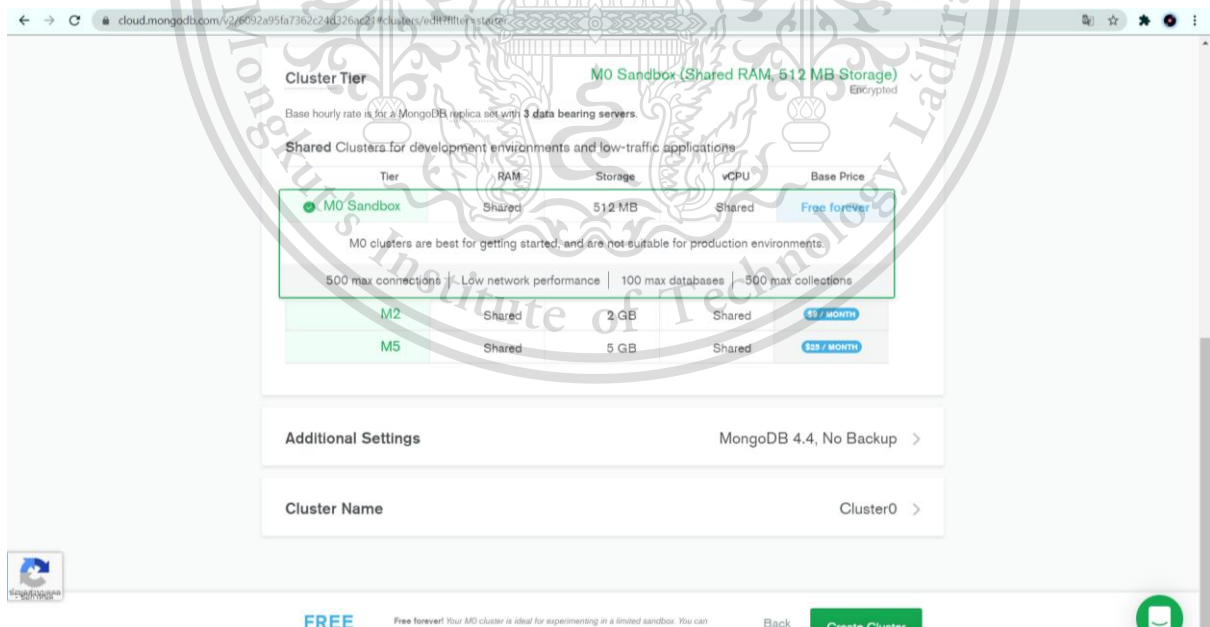 cloud.mongodb.com/v2/6092a95fa7362c24d326ac21#clusters/edit?filter=starter
Cluster Tier
M0 Sandbox (Shared RAM, 512 MB Storage)
Encrypted
Base hourly rate is for a MongoDB replica set with 3 data bearing servers.
Shared Clusters for development environments and low-traffic applications
Tier RAM Storage vCPU Base Price
M0 Sandbox Shared 512 MB Shared Free forever
M0 clusters are best for getting started, and are not suitable for production environments.
500 max connections | Low network performance | 100 max databases | 500 max collections
M2 Shared 2 GB Shared $9 / MONTH
M5 Shared 5 GB Shared $25 / MONTH
Additional Settings MongoDB 4.4, No Backup
Cluster Name Cluster0
FREE Free forever! Your M0 cluster is ideal for experimenting in a limited sandbox. You can
Back Create Cluster
Mongkut's Institute of Technology Ladkra